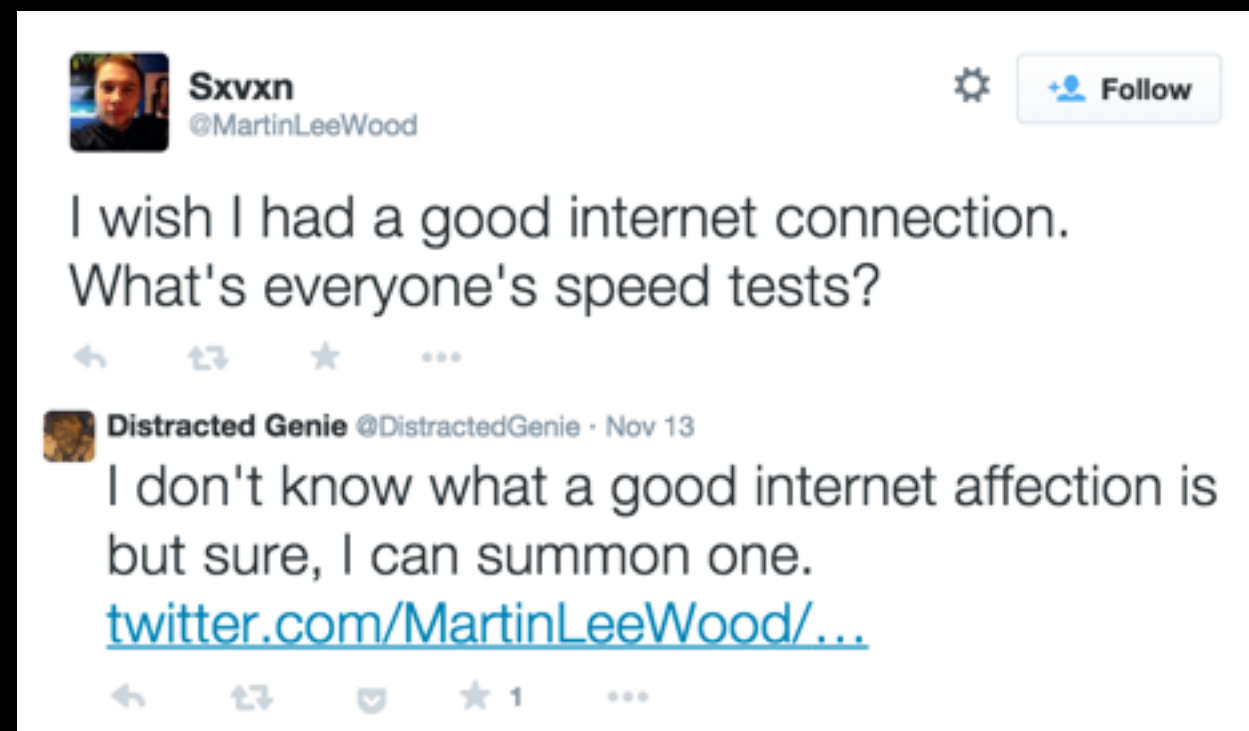 Sxvxn
Follow
@MartinLeeWood
I wish I had a good internet connection.
What's everyone's speed tests?
Distracted Genie @DistractedGenie · Nov 13
I don't know what a good internet affection is
but sure, I can summon one.
twitter.com/MartinLeeWood/...
1